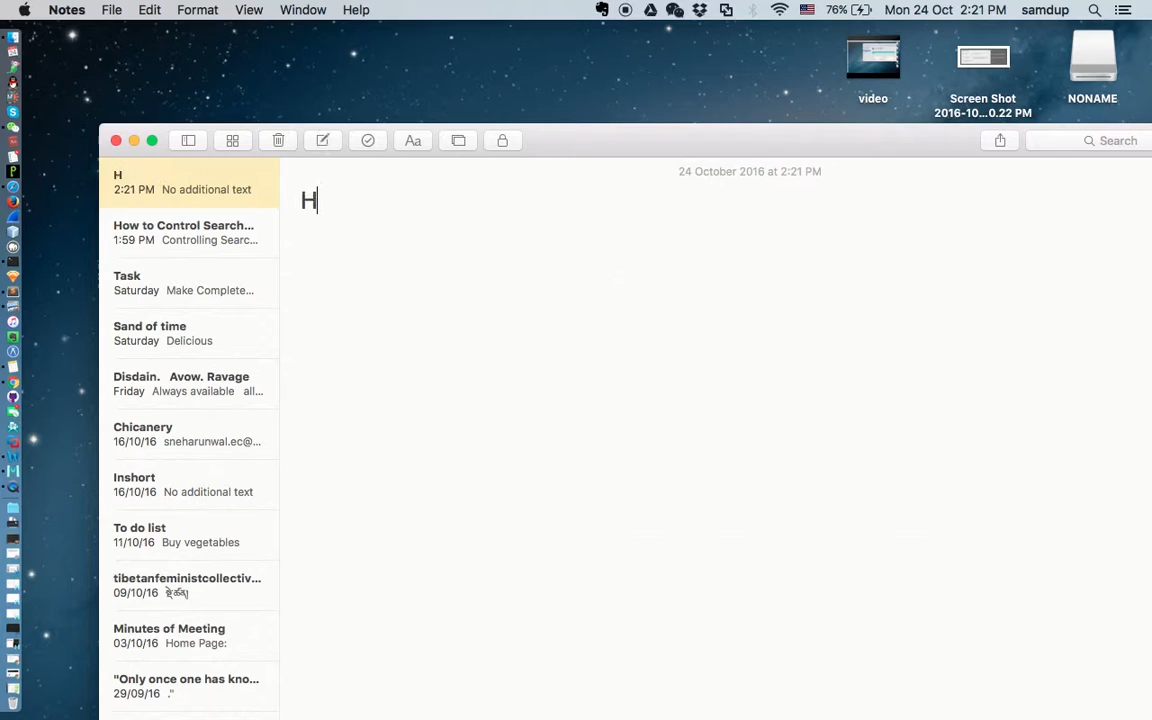 Notes File Edit Format View Window Help 76% Mon 24 Oct 2:21 PM samdup
video
Screen Shot
2016-10...0.22 PM
NONAME
Aa
Search
H
2:21 PM No additional text
How to Control Search...
1:59 PM Controlling Searc...
Task
Saturday Make Complete...
Sand of time
Saturday Delicious
Disdain. Avow. Ravage
Friday Always available all...
Chicanery
16/10/16 sneharunwal.ec@...
Inshort
16/10/16 No additional text
To do list
11/10/16 Buy vegetables
tibetanfeministcollectiv...
09/10/16
Minutes of Meeting
03/10/16 Home Page:
"Only once one has kno...
29/09/16 ."
24 October 2016 at 2:21 PM
H